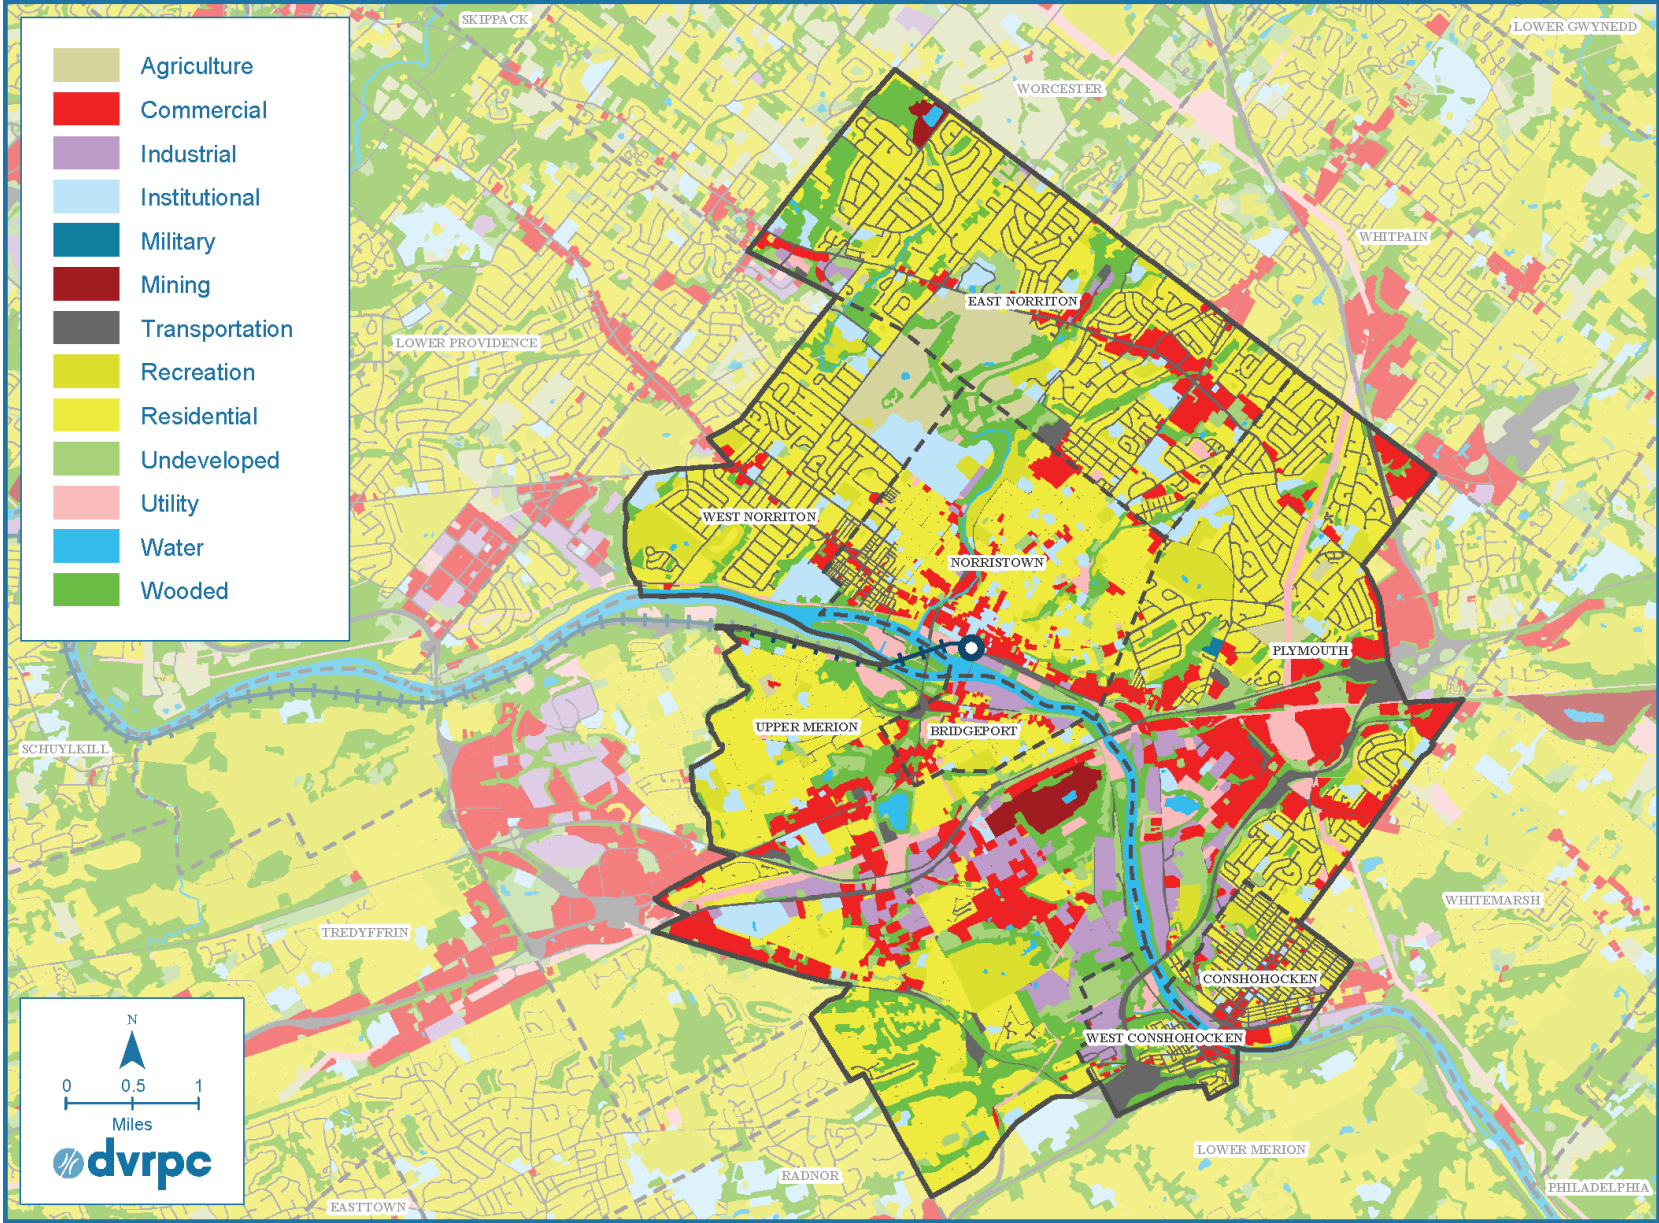 Agriculture
Commercial
Industrial
Institutional
Military
Mining
Transportation
Recreation
Residential
Undeveloped
Utility
Water
Wooded
SKIPPACK
LOWER GWYNEDD
WORCESTER
WHITPAIN
EAST NORRITON
LOWER PROVIDENCE
WEST NORRITON
NORRISTOWN
PLYMOUTH
UPPER MERION
BRIDGEPORT
SCHUYLKILL
WHITEMARSH
TREDYFFRIN
CONSHOHOCKEN
WEST CONSHOHOCKEN
LOWER MERION
RADNOR
PHILADELPHIA
EASTTOWN
N
0 0.5 1
Miles
dvrpc